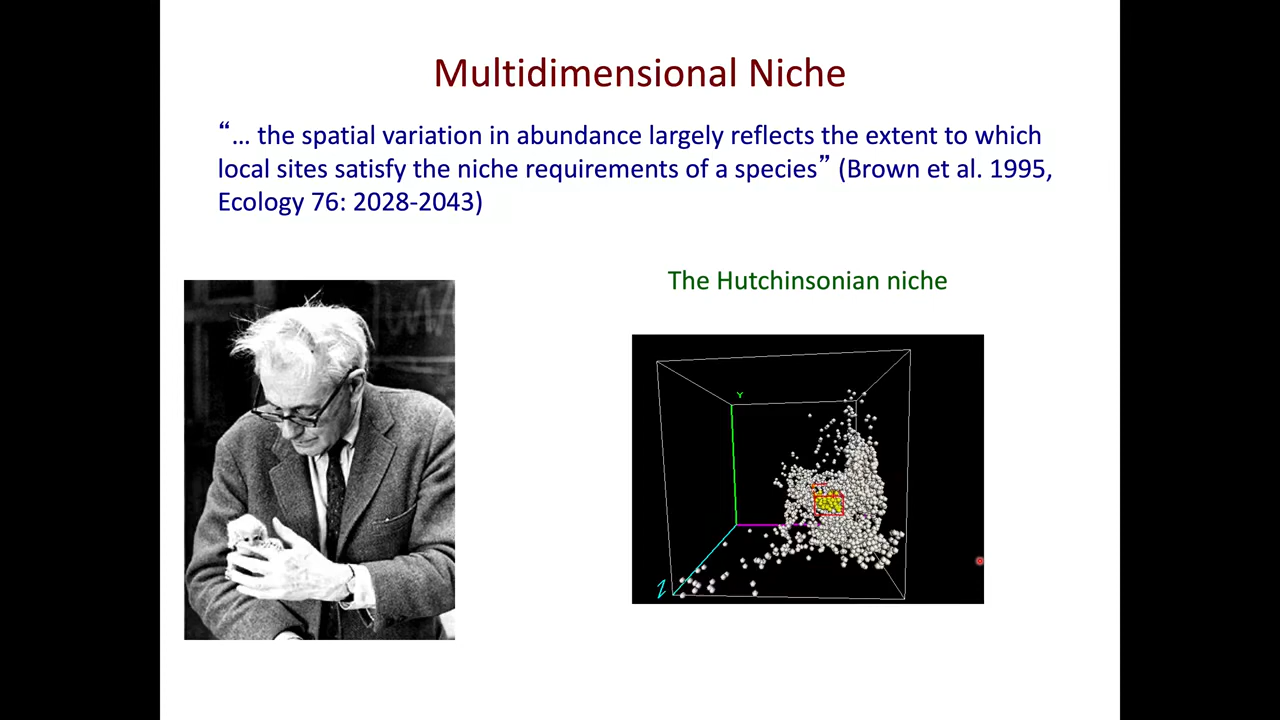 Multidimensional Niche
“… the spatial variation in abundance largely reflects the extent to which
local sites satisfy the niche requirements of a species” (Brown et al. 1995,
Ecology 76: 2028-2043)
The Hutchinsonian niche
Y
Z